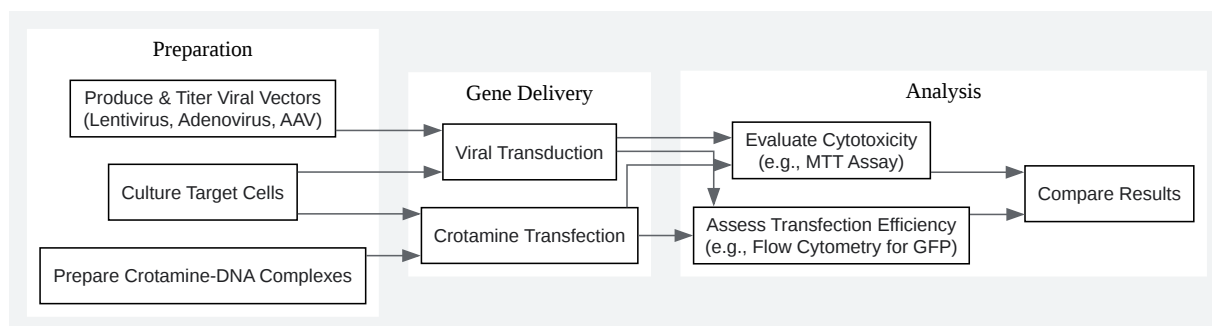 Preparation
Produce & Titer Viral Vectors
(Lentivirus, Adenovirus, AAV)
Culture Target Cells
Prepare Crotamine-DNA Complexes
Gene Delivery
Viral Transduction
Crotamine Transfection
Analysis
Evaluate Cytotoxicity
(e.g., MTT Assay)
Assess Transfection Efficiency
(e.g., Flow Cytometry for GFP)
Compare Results